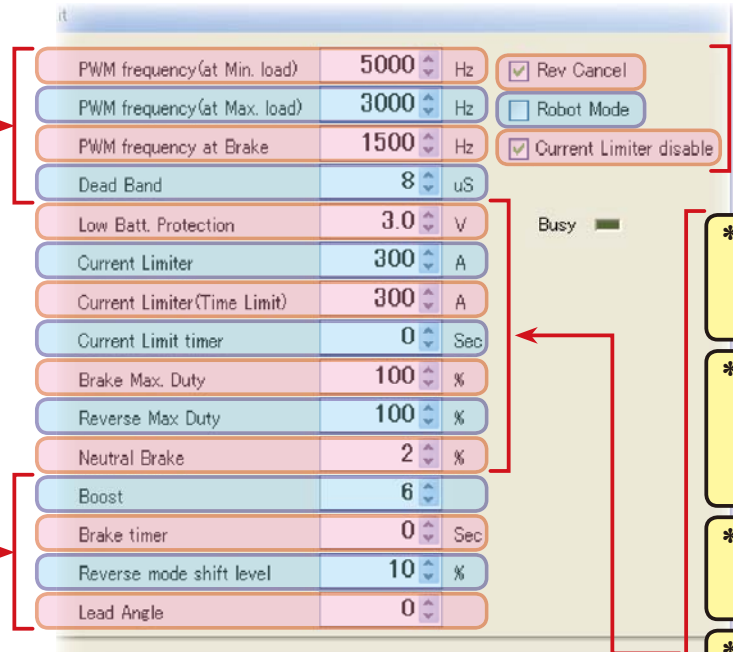 it
PWM frequency(at Min. load) 5000 Hz Rev Cancel
PWM frequency(at Max. load) 3000 Hz Robot Mode
PWM frequency at Brake 1500 Hz Current Limiter disable
Dead Band 8 uS
Low Batt. Protection 3.0 V Busy
Current Limiter 300 A
Current Limiter(Time Limit) 300 A
Current Limit timer 0 Sec
Brake Max. Duty 100 %
Reverse Max Duty 100 %
Neutral Brake 2 %
Boost 6
Brake timer 0 Sec
Reverse mode shift level 10 %
Lead Angle 0
*
*
*
*